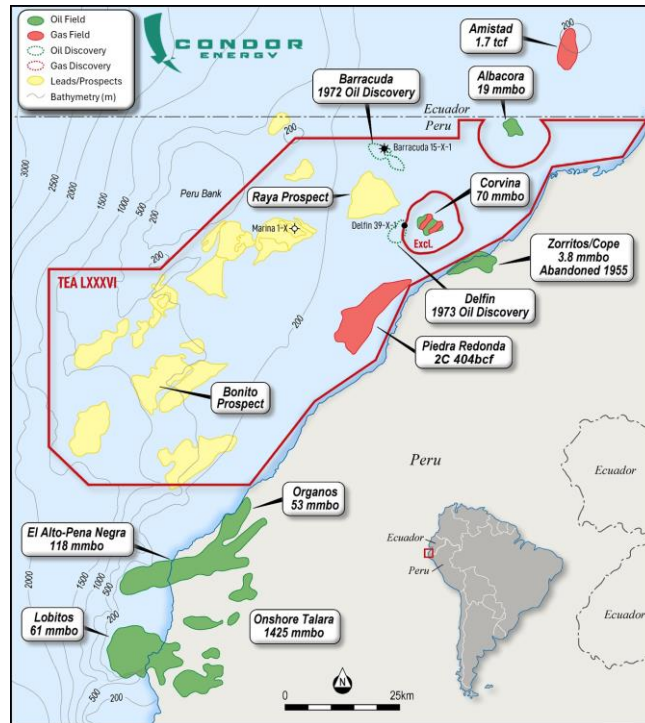 Oil Field
Gas Field
Oil Discovery
Gas Discovery
Leads/Prospects
Bathymetry (m)
CONDOR
ENERGY
Amistad
1.7 tcf
200
Albacora
19 mmbo
Barracuda
1972 Oil Discovery
Ecuador
Peru
200
Barracuda 15-X-1
3000
2500
2000
1000
500
200
Peru Bank
Raya Prospect
Corvina
70 mmbo
Marina 1-X
Delfin 39-X-1
Excl.
Zorritos/Cope
3.8 mmbo
Abandoned 1955
200
TEA LXXXVI
Delfin
1973 Oil Discovery
200
Piedra Redonda
2C 404bcf
Bonito
Prospect
Peru
Ecuador
Organos
53 mmbo
El Alto-Pena Negra
118 mmbo
Ecuador
Peru
2000
1500
1000
500
200
Lobitos
61 mmbo
Onshore Talara
1425 mmbo
Ecuador
500
200
N
0
25km